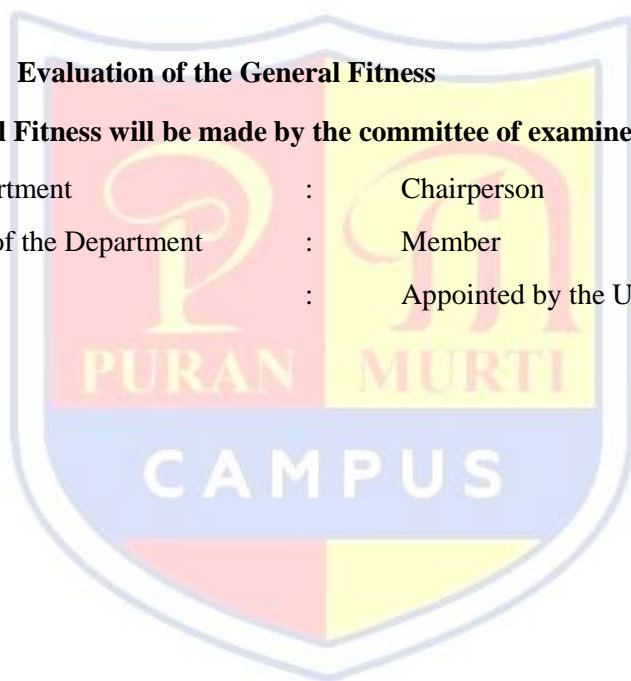 Evaluation of the General Fitness
l Fitness will be made by the committee of examine
rtment : Chairperson
of the Department : Member
: Appointed by the U
PURAN MURTI
CAMPUS